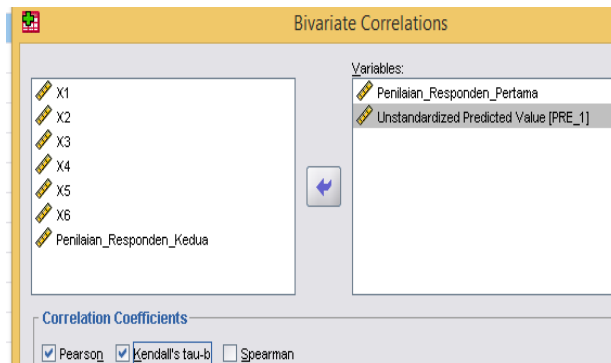 Bivariate Correlations
X1
X2
X3
X4
X5
X6
Penilaian_Responden_Kedua
Variables:
Penilaian_Responden_Pertama
Unstandardized Predicted Value [PRE_1]
Correlation Coefficients
Pearson Kendall's tau-b Spearman